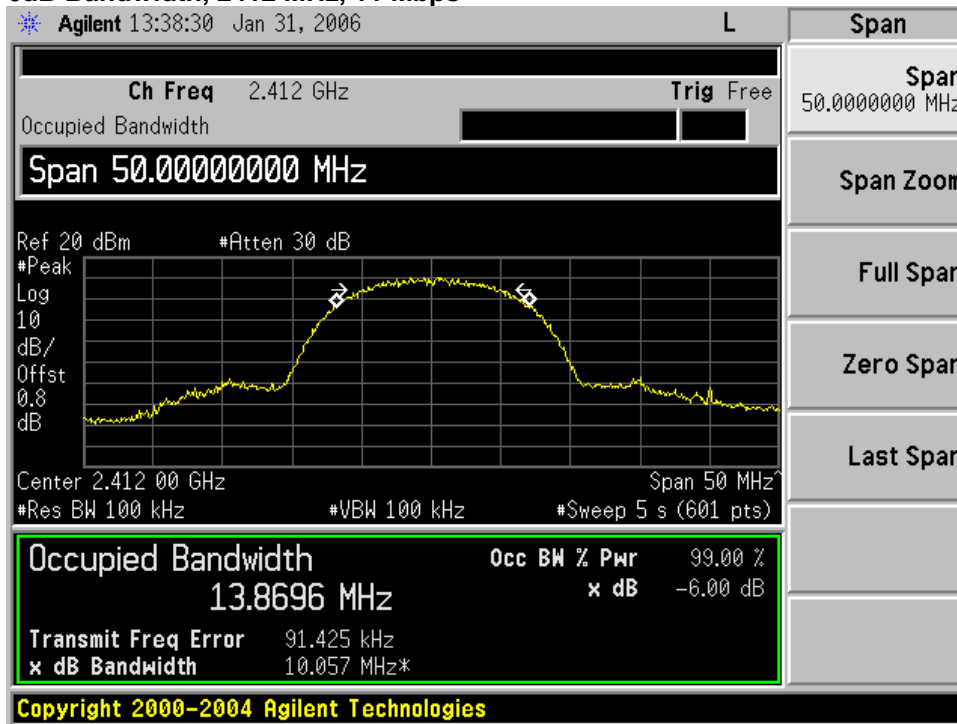 Agilent 13:38:30 Jan 31, 2006 L
Ch Freq 2.412 GHz Trig Free
Occupied Bandwidth
Span 50.00000000 MHz
Ref 20 dBm #Atten 30 dB
#Peak
Log
10
dB/
Offst
0.8
dB
Center 2.412 00 GHz Span 50 MHz^
#Res BW 100 kHz #VBW 100 kHz #Sweep 5 s (601 pts)
Occupied Bandwidth Occ BW % Pwr 99.00 %
13.8696 MHz x dB -6.00 dB
Transmit Freq Error 91.425 kHz
x dB Bandwidth 10.057 MHz*
Copyright 2000-2004 Agilent Technologies
Span
Span
50.0000000 MHz
Span Zoom
Full Span
Zero Span
Last Span